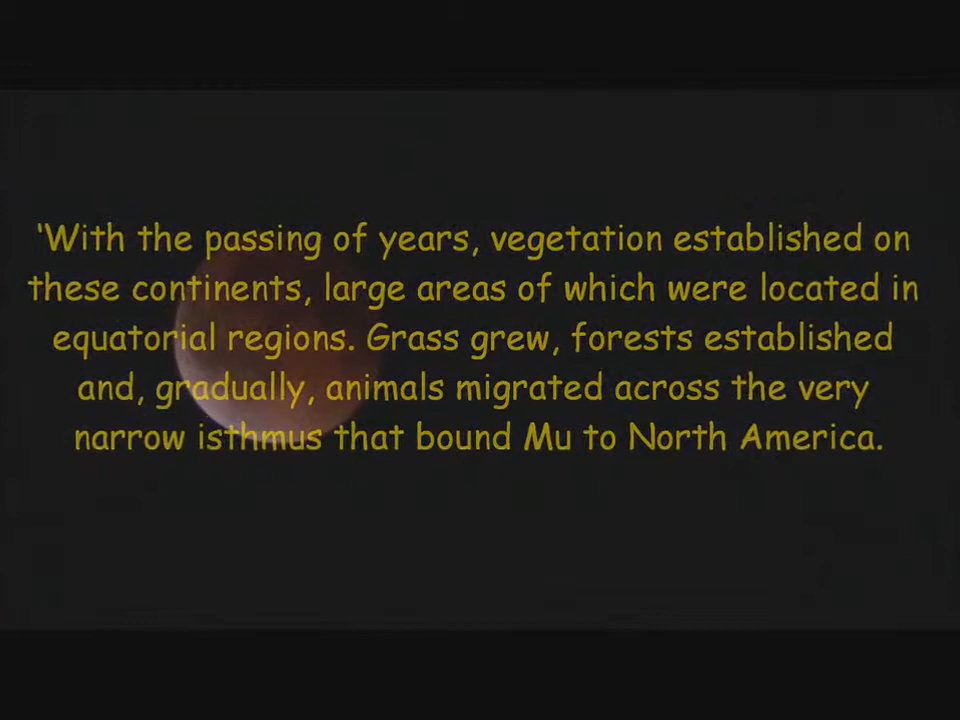 ‘With the passing of years, vegetation established on
these continents, large areas of which were located in
equatorial regions. Grass grew, forests established
and, gradually, animals migrated across the very
narrow isthmus that bound Mu to North America.